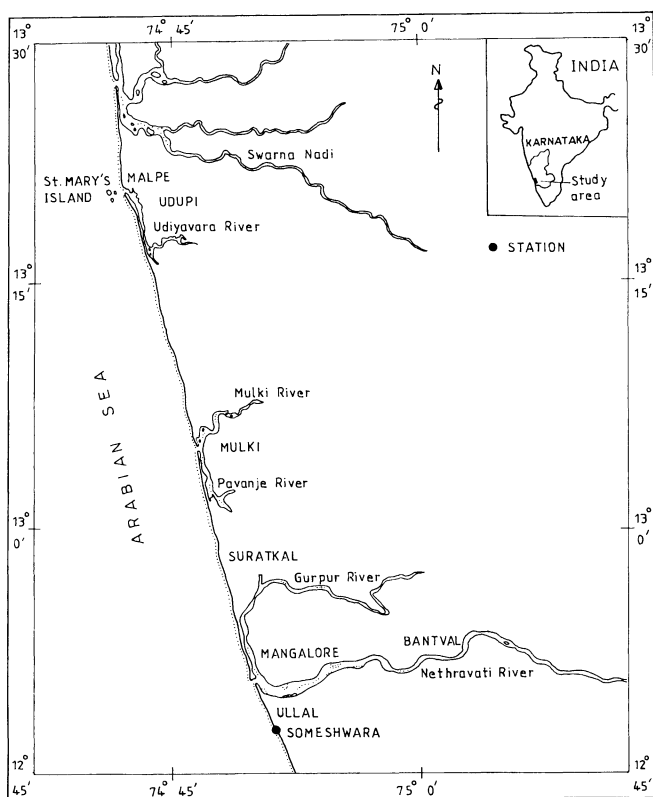 74° 45′
75° 0′
13° 30′
13° 30′
N
INDIA
KARNATAKA
Study area
Swarna Nadi
St. MARY'S ISLAND
MALPE
UDUPI
Udiyavara River
● STATION
13° 15′
13° 15′
ARABIAN SEA
Mulki River
MULKI
Pavanje River
13° 0′
13° 0′
SURATKAL
Gurpur River
MANGALORE
BANTVAL
Nethravati River
ULLAL
SOMESHWARA
12° 45′
12° 45′
74° 45′
75° 0′